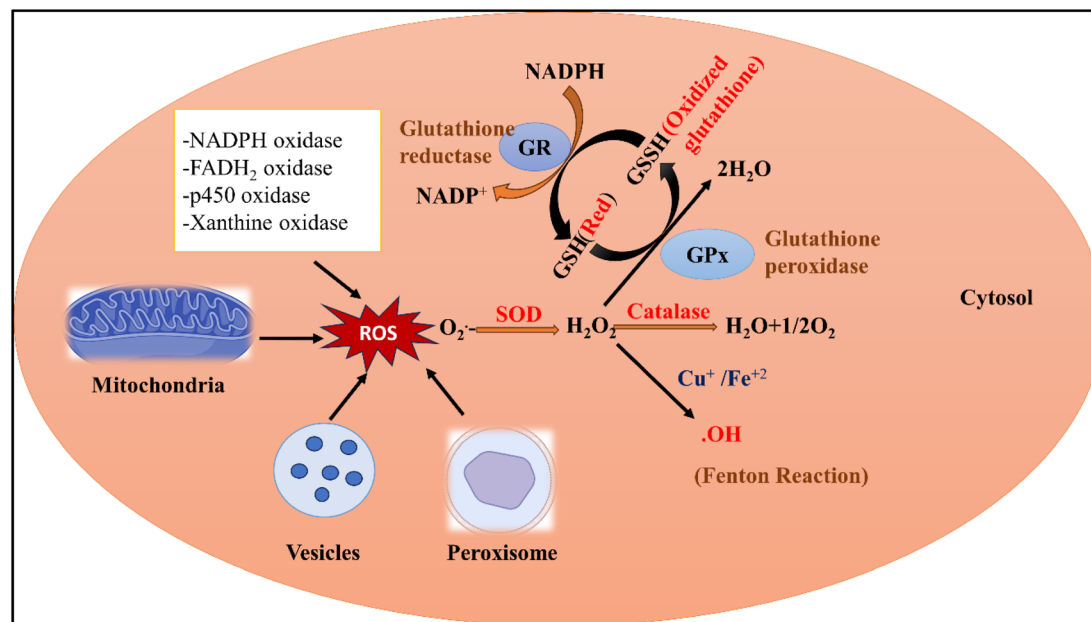 NADPH
Glutathione
reductase
GR
NADP⁺
GSSH(Oxidized
glutathione)
GSH(Red)
2H₂O
GPx
Glutathione
peroxidase
-NADPH oxidase
-FADH₂ oxidase
-p450 oxidase
-Xanthine oxidase
Cytosol
Mitochondria
ROS
O₂·-
SOD
H₂O₂
Catalase
H₂O+1/2O₂
Cu⁺ /Fe⁺²
.OH
(Fenton Reaction)
Vesicles
Peroxisome